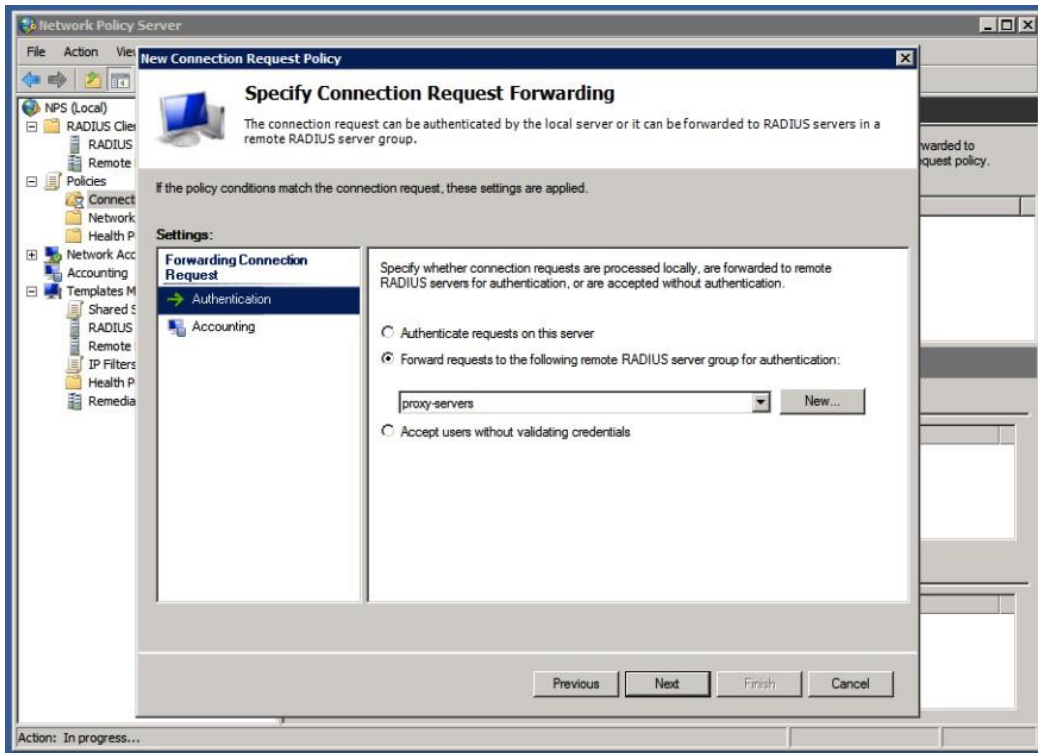 Network Policy Server
File Action Vie
New Connection Request Policy
Specify Connection Request Forwarding
The connection request can be authenticated by the local server or it can be forwarded to RADIUS servers in a
remote RADIUS server group.
NPS (Local)
RADIUS Clie
RADIUS
Remote
Policies
Connect
Network
Health P
Network Acc
Accounting
Templates M
Shared S
RADIUS
Remote
IP Filters
Health P
Remedia
warded to
quest policy.
If the policy conditions match the connection request, these settings are applied.
Settings:
Forwarding Connection
Request
Authentication
Accounting
Specify whether connection requests are processed locally, are forwarded to remote
RADIUS servers for authentication, or are accepted without authentication.
Authenticate requests on this server
Forward requests to the following remote RADIUS server group for authentication:
proxy-servers
New...
Accept users without validating credentials
Previous Next Finish Cancel
Action: In progress...